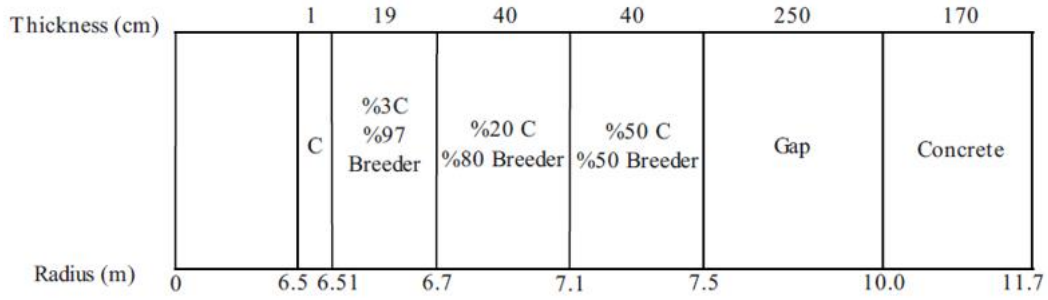 Thickness (cm) 1 19 40 40 250 170
C
%3C
%97
Breeder
%20 C
%80 Breeder
%50 C
%50 Breeder
Gap
Concrete
Radius (m) 0 6.5 6.51 6.7 7.1 7.5 10.0 11.7